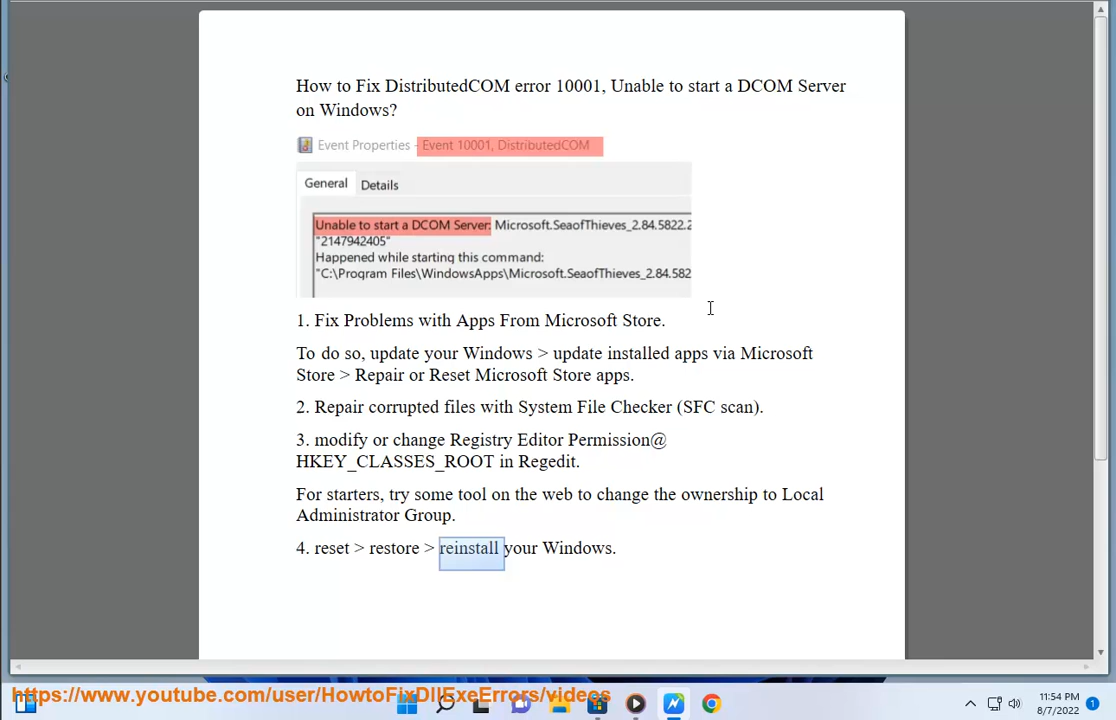 How to Fix DistributedCOM error 10001, Unable to start a DCOM Server
on Windows?
Event Properties - Event 10001, DistributedCOM
General Details
Unable to start a DCOM Server: Microsoft.SeaofThieves_2.84.5822.2
"2147942405"
Happened while starting this command:
"C:\Program Files\WindowsApps\Microsoft.SeaofThieves_2.84.582
1. Fix Problems with Apps From Microsoft Store.
To do so, update your Windows > update installed apps via Microsoft
Store > Repair or Reset Microsoft Store apps.
2. Repair corrupted files with System File Checker (SFC scan).
3. modify or change Registry Editor Permission@
HKEY_CLASSES_ROOT in Regedit.
For starters, try some tool on the web to change the ownership to Local
Administrator Group.
4. reset > restore > reinstall your Windows.
https://www.youtube.com/user/HowtoFixDllExeErrors/videos
11:54 PM
8/7/2022
1